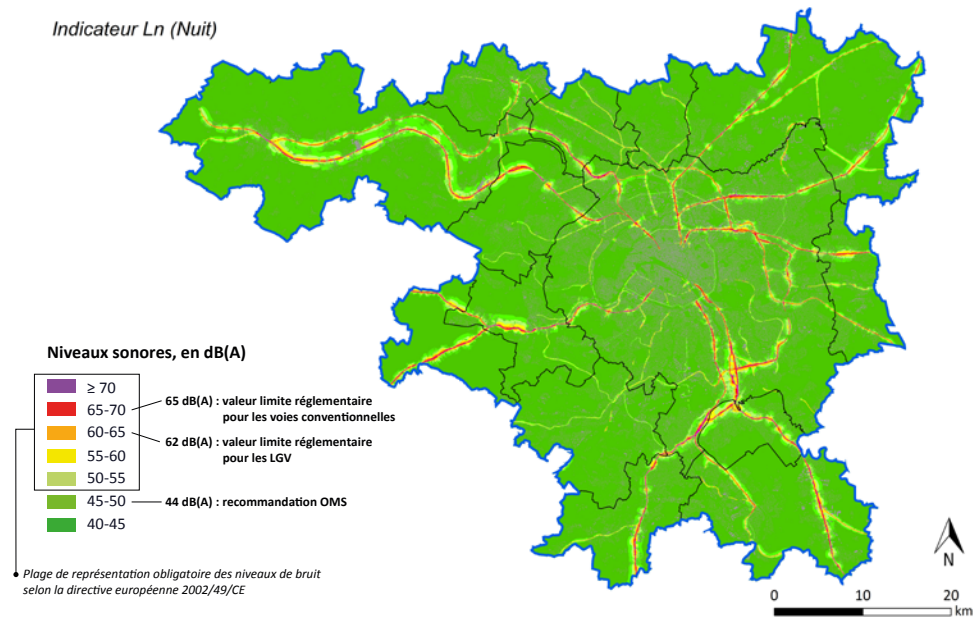 Indicateur Ln (Nuit)
Niveaux sonores, en dB(A)
≥ 70
65-70
60-65
55-60
50-55
45-50
40-45
65 dB(A) : valeur limite réglementaire
pour les voies conventionnelles
62 dB(A) : valeur limite réglementaire
pour les LGV
44 dB(A) : recommandation OMS
Plage de représentation obligatoire des niveaux de bruit
selon la directive européenne 2002/49/CE
N
0 10 20
km